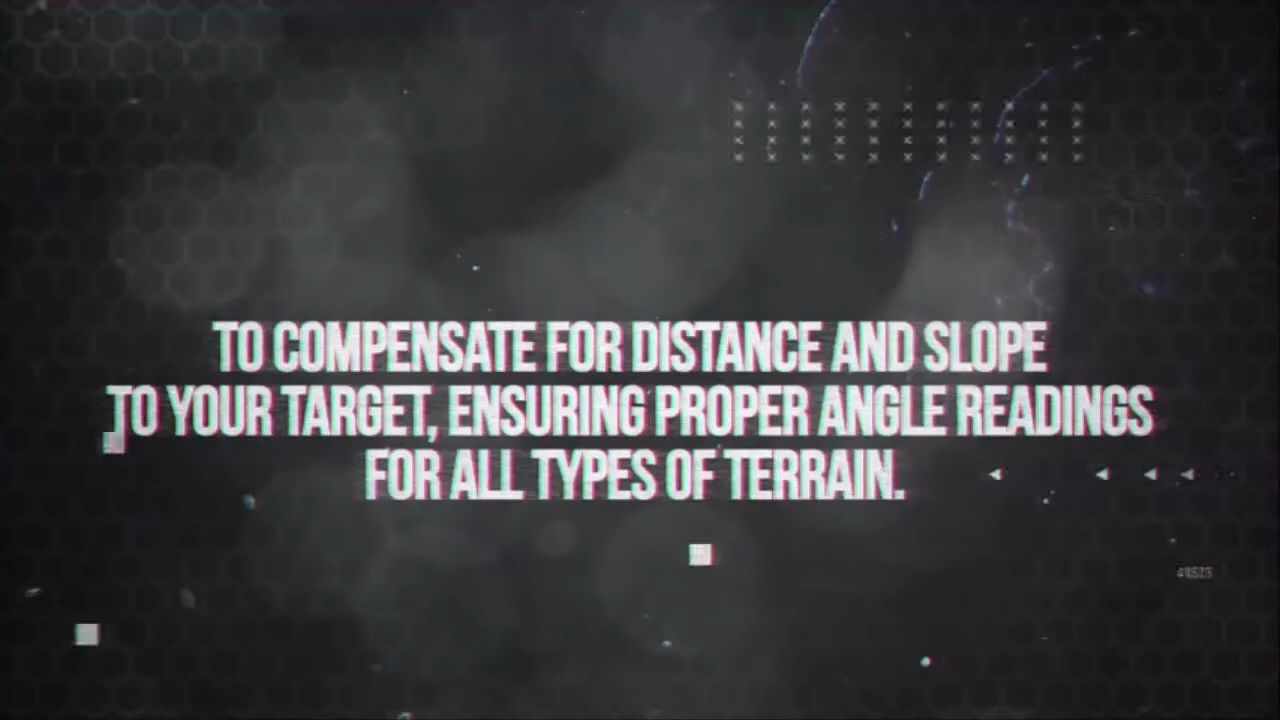 TO COMPENSATE FOR DISTANCE AND SLOPE
TO YOUR TARGET, ENSURING PROPER ANGLE READINGS
FOR ALL TYPES OF TERRAIN.